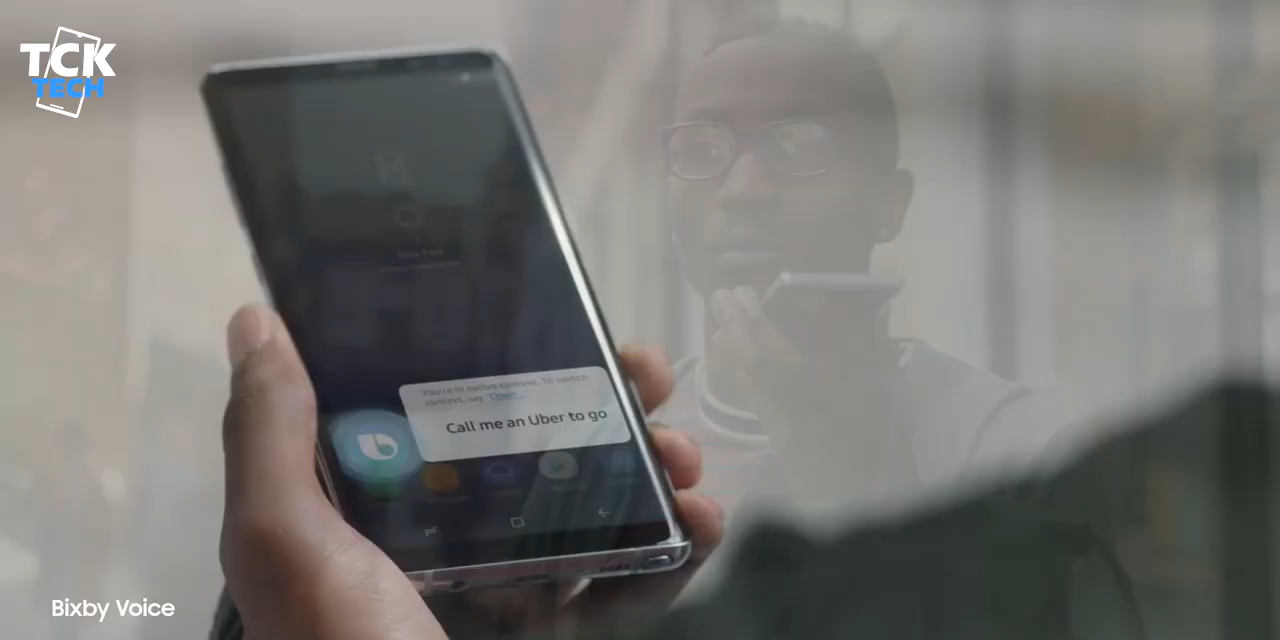 TCK
TECH
You're in native context. To switch
context, say "Open..."
Call me an Uber to go
Bixby Voice